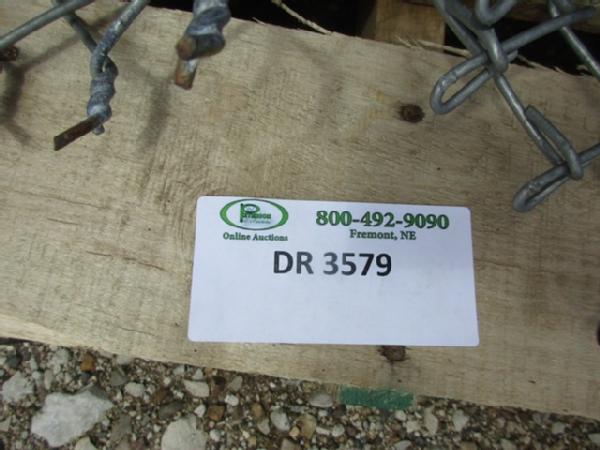 800-492-9090
Online Auctions
Fremont, NE
DR 3579